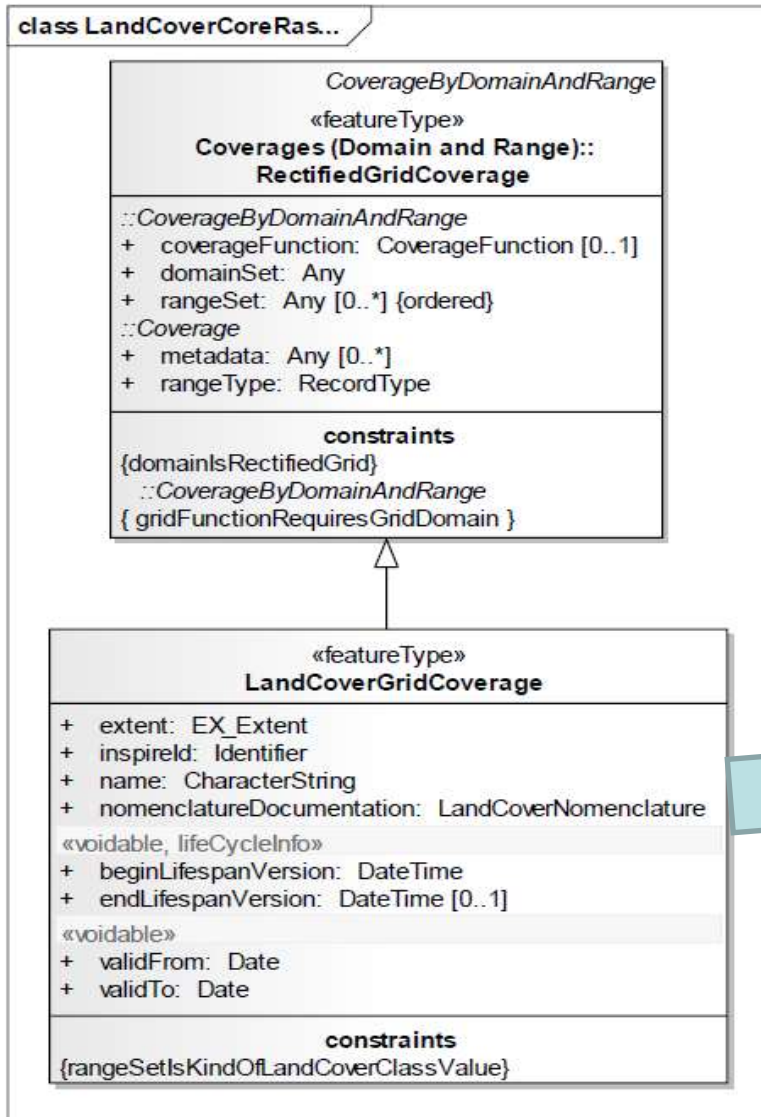 class LandCoverCoreRas...
CoverageByDomainAndRange
«featureType»
Coverages (Domain and Range)::
RectifiedGridCoverage
::CoverageByDomainAndRange
+ coverageFunction: CoverageFunction [0..1]
+ domainSet: Any
+ rangeSet: Any [0..*] {ordered}
::Coverage
+ metadata: Any [0..*]
+ rangeType: RecordType
constraints
{domainIsRectifiedGrid}
::CoverageByDomainAndRange
{ gridFunctionRequiresGridDomain }
«featureType»
LandCoverGridCoverage
+ extent: EX_Extent
+ inspireId: Identifier
+ name: CharacterString
+ nomenclatureDocumentation: LandCoverNomenclature
«voidable, lifeCycleInfo»
+ beginLifespanVersion: DateTime
+ endLifespanVersion: DateTime [0..1]
«voidable»
+ validFrom: Date
+ validTo: Date
constraints
{rangeSetIsKindOfLandCoverClassValue}